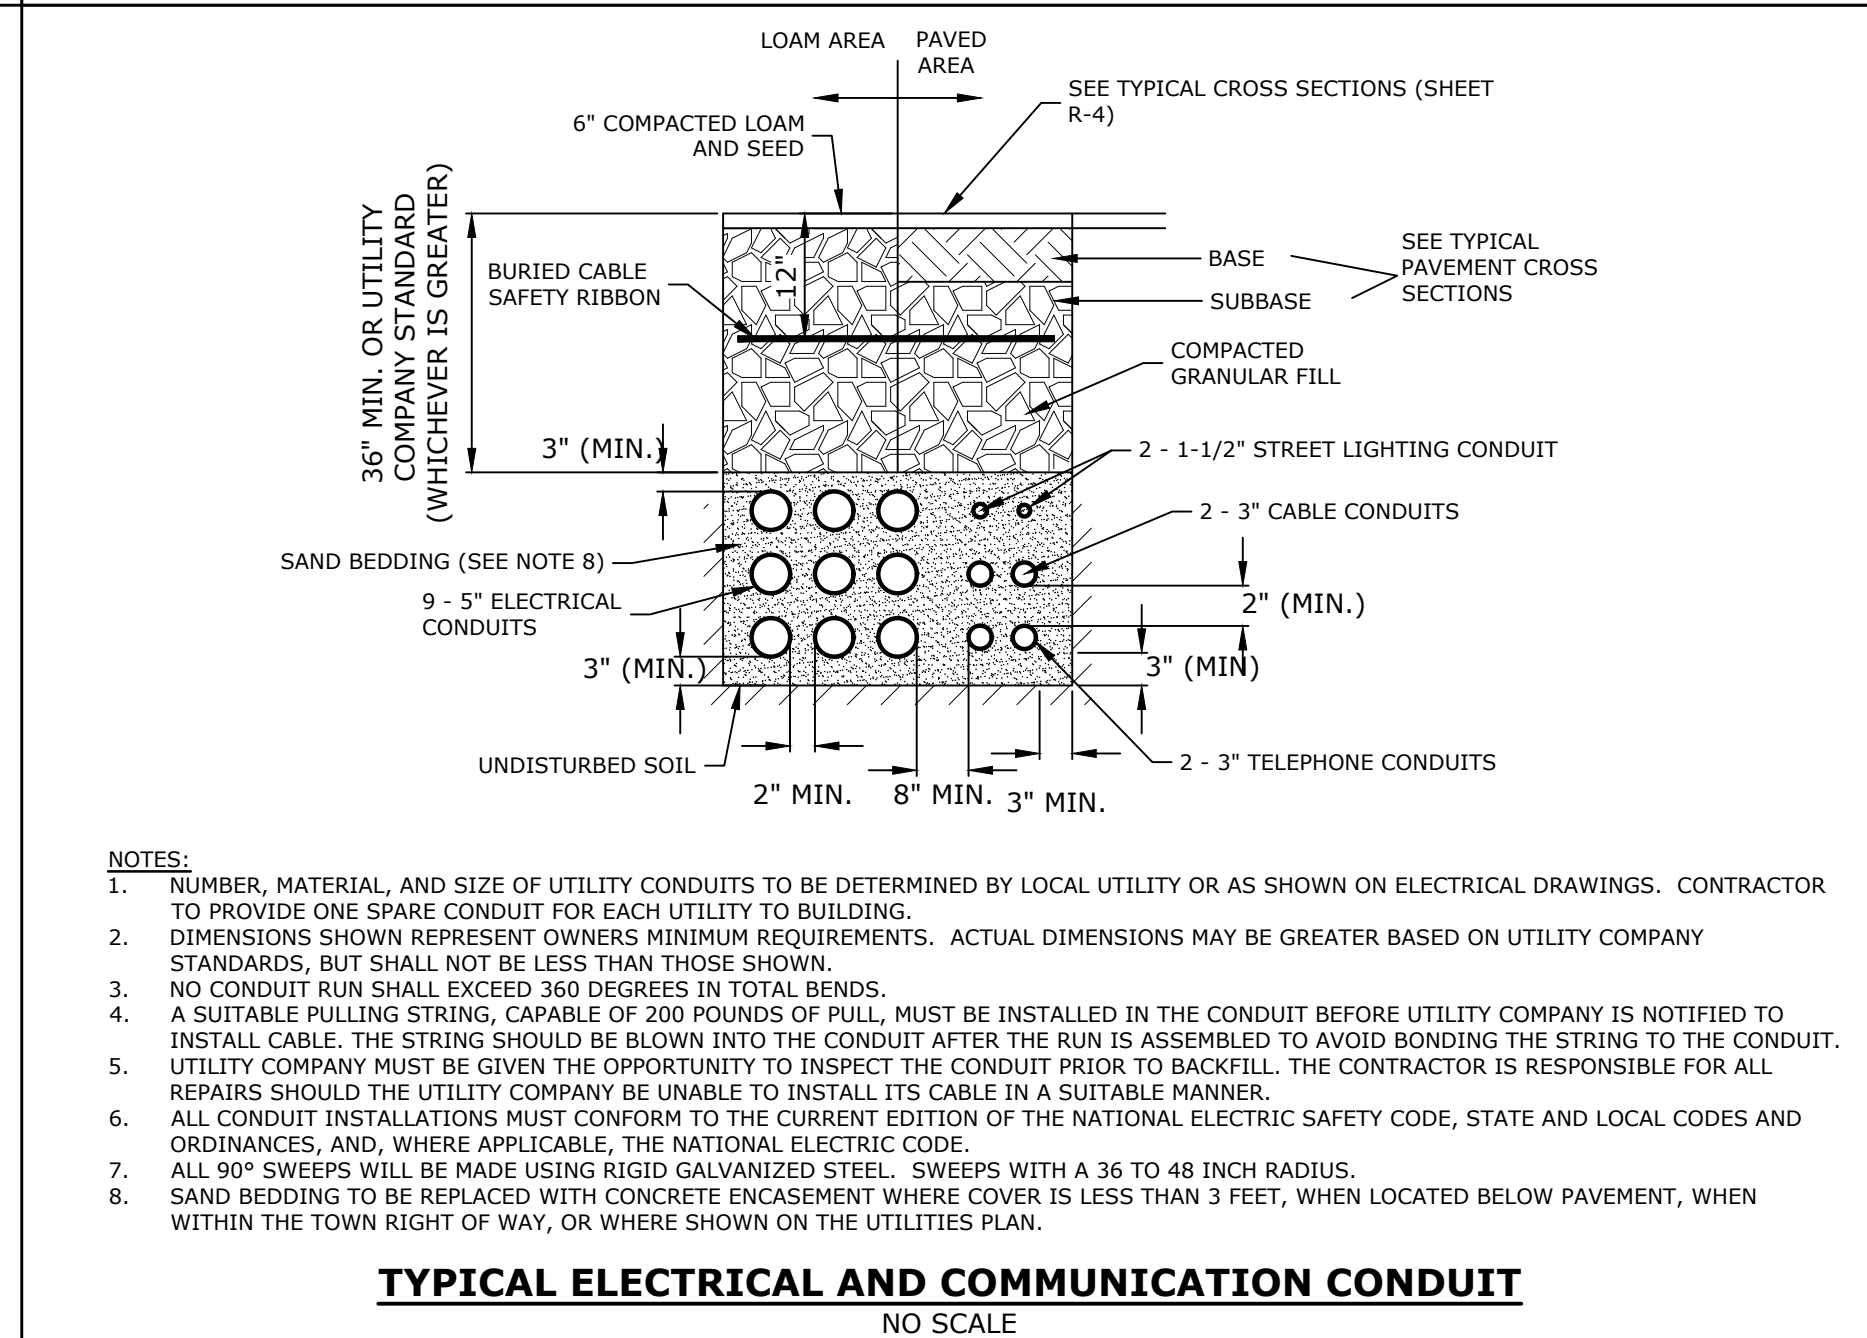 LOAM AREA
PAVED
AREA
SEE TYPICAL CROSS SECTIONS (SHEET
R-4)
6" COMPACTED LOAM
AND SEED
36" MIN. OR UTILITY
COMPANY STANDARD
(WHICHEVER IS GREATER)
12"
BURIED CABLE
SAFETY RIBBON
BASE
SUBBASE
SEE TYPICAL
PAVEMENT CROSS
SECTIONS
COMPACTED
GRANULAR FILL
3" (MIN.)
2 - 1-1/2" STREET LIGHTING CONDUIT
2 - 3" CABLE CONDUITS
SAND BEDDING (SEE NOTE 8)
9 - 5" ELECTRICAL
CONDUITS
2" (MIN.)
3" (MIN.)
3" (MIN)
UNDISTURBED SOIL
2 - 3" TELEPHONE CONDUITS
2" MIN.
8" MIN.
3" MIN.
NOTES:
1. NUMBER, MATERIAL, AND SIZE OF UTILITY CONDUITS TO BE DETERMINED BY LOCAL UTILITY OR AS SHOWN ON ELECTRICAL DRAWINGS. CONTRACTOR
TO PROVIDE ONE SPARE CONDUIT FOR EACH UTILITY TO BUILDING.
2. DIMENSIONS SHOWN REPRESENT OWNERS MINIMUM REQUIREMENTS. ACTUAL DIMENSIONS MAY BE GREATER BASED ON UTILITY COMPANY
STANDARDS, BUT SHALL NOT BE LESS THAN THOSE SHOWN.
3. NO CONDUIT RUN SHALL EXCEED 360 DEGREES IN TOTAL BENDS.
4. A SUITABLE PULLING STRING, CAPABLE OF 200 POUNDS OF PULL, MUST BE INSTALLED IN THE CONDUIT BEFORE UTILITY COMPANY IS NOTIFIED TO
INSTALL CABLE. THE STRING SHOULD BE BLOWN INTO THE CONDUIT AFTER THE RUN IS ASSEMBLED TO AVOID BONDING THE STRING TO THE CONDUIT.
5. UTILITY COMPANY MUST BE GIVEN THE OPPORTUNITY TO INSPECT THE CONDUIT PRIOR TO BACKFILL. THE CONTRACTOR IS RESPONSIBLE FOR ALL
REPAIRS SHOULD THE UTILITY COMPANY BE UNABLE TO INSTALL ITS CABLE IN A SUITABLE MANNER.
6. ALL CONDUIT INSTALLATIONS MUST CONFORM TO THE CURRENT EDITION OF THE NATIONAL ELECTRIC SAFETY CODE, STATE AND LOCAL CODES AND
ORDINANCES, AND, WHERE APPLICABLE, THE NATIONAL ELECTRIC CODE.
7. ALL 90° SWEEPS WILL BE MADE USING RIGID GALVANIZED STEEL. SWEEPS WITH A 36 TO 48 INCH RADIUS.
8. SAND BEDDING TO BE REPLACED WITH CONCRETE ENCASEMENT WHERE COVER IS LESS THAN 3 FEET, WHEN LOCATED BELOW PAVEMENT, WHEN
WITHIN THE TOWN RIGHT OF WAY, OR WHERE SHOWN ON THE UTILITIES PLAN.
TYPICAL ELECTRICAL AND COMMUNICATION CONDUIT
NO SCALE